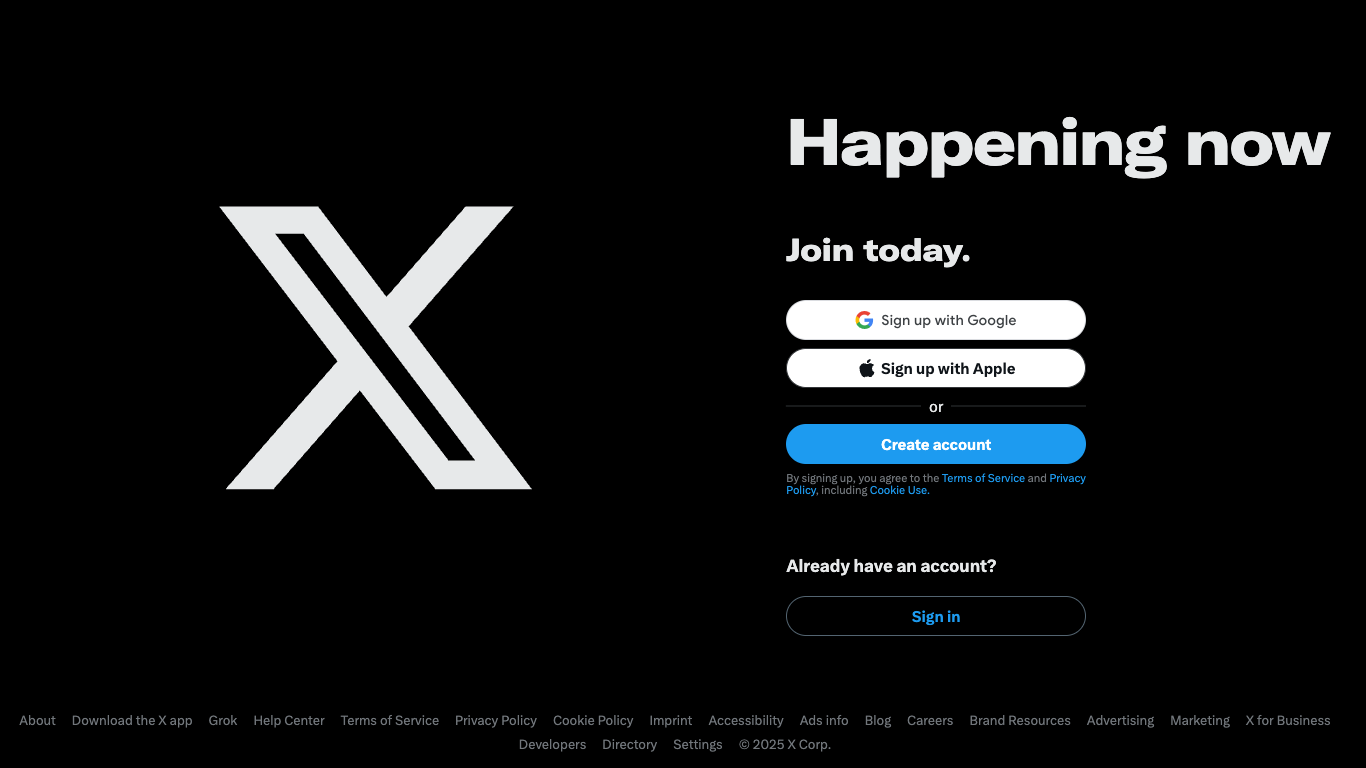 Happening now
Join today.
Sign up with Google
Sign up with Apple
or
Create account
By signing up, you agree to the Terms of Service and Privacy
Policy, including Cookie Use.
Already have an account?
Sign in
About Download the X app Grok Help Center Terms of Service Privacy Policy Cookie Policy Imprint Accessibility Ads info Blog Careers Brand Resources Advertising Marketing X for Business
Developers Directory Settings © 2025 X Corp.